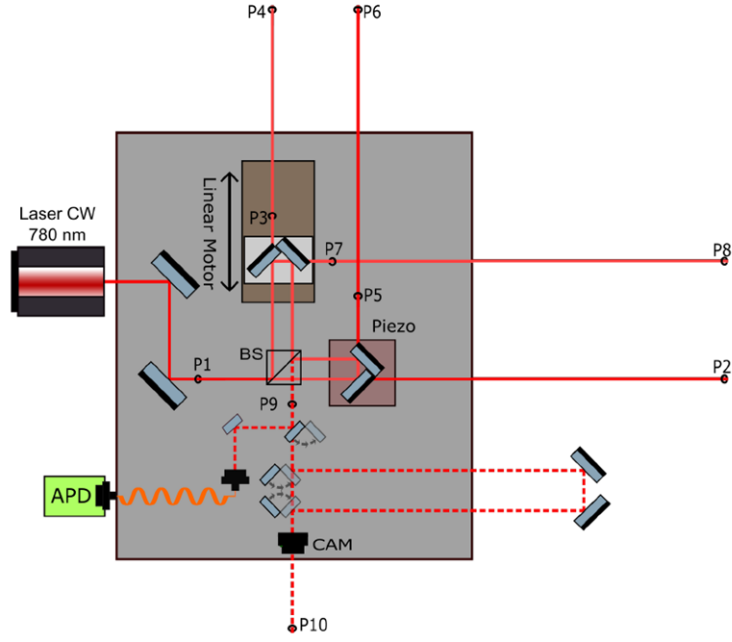 P4
P6
Linear Motor
P3
Laser CW
780 nm
P7
P8
P5
Piezo
BS
P1
P2
P9
APD
CAM
P10